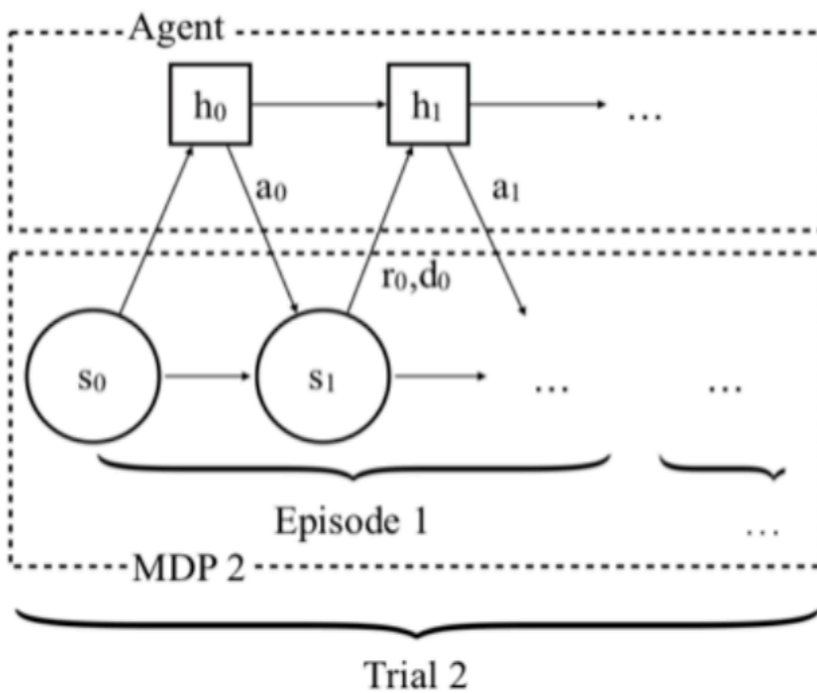 Agent
h₀ h₁ ...
a₀ a₁
r₀,d₀
s₀ s₁ ... ...
Episode 1 ...
MDP 2
Trial 2